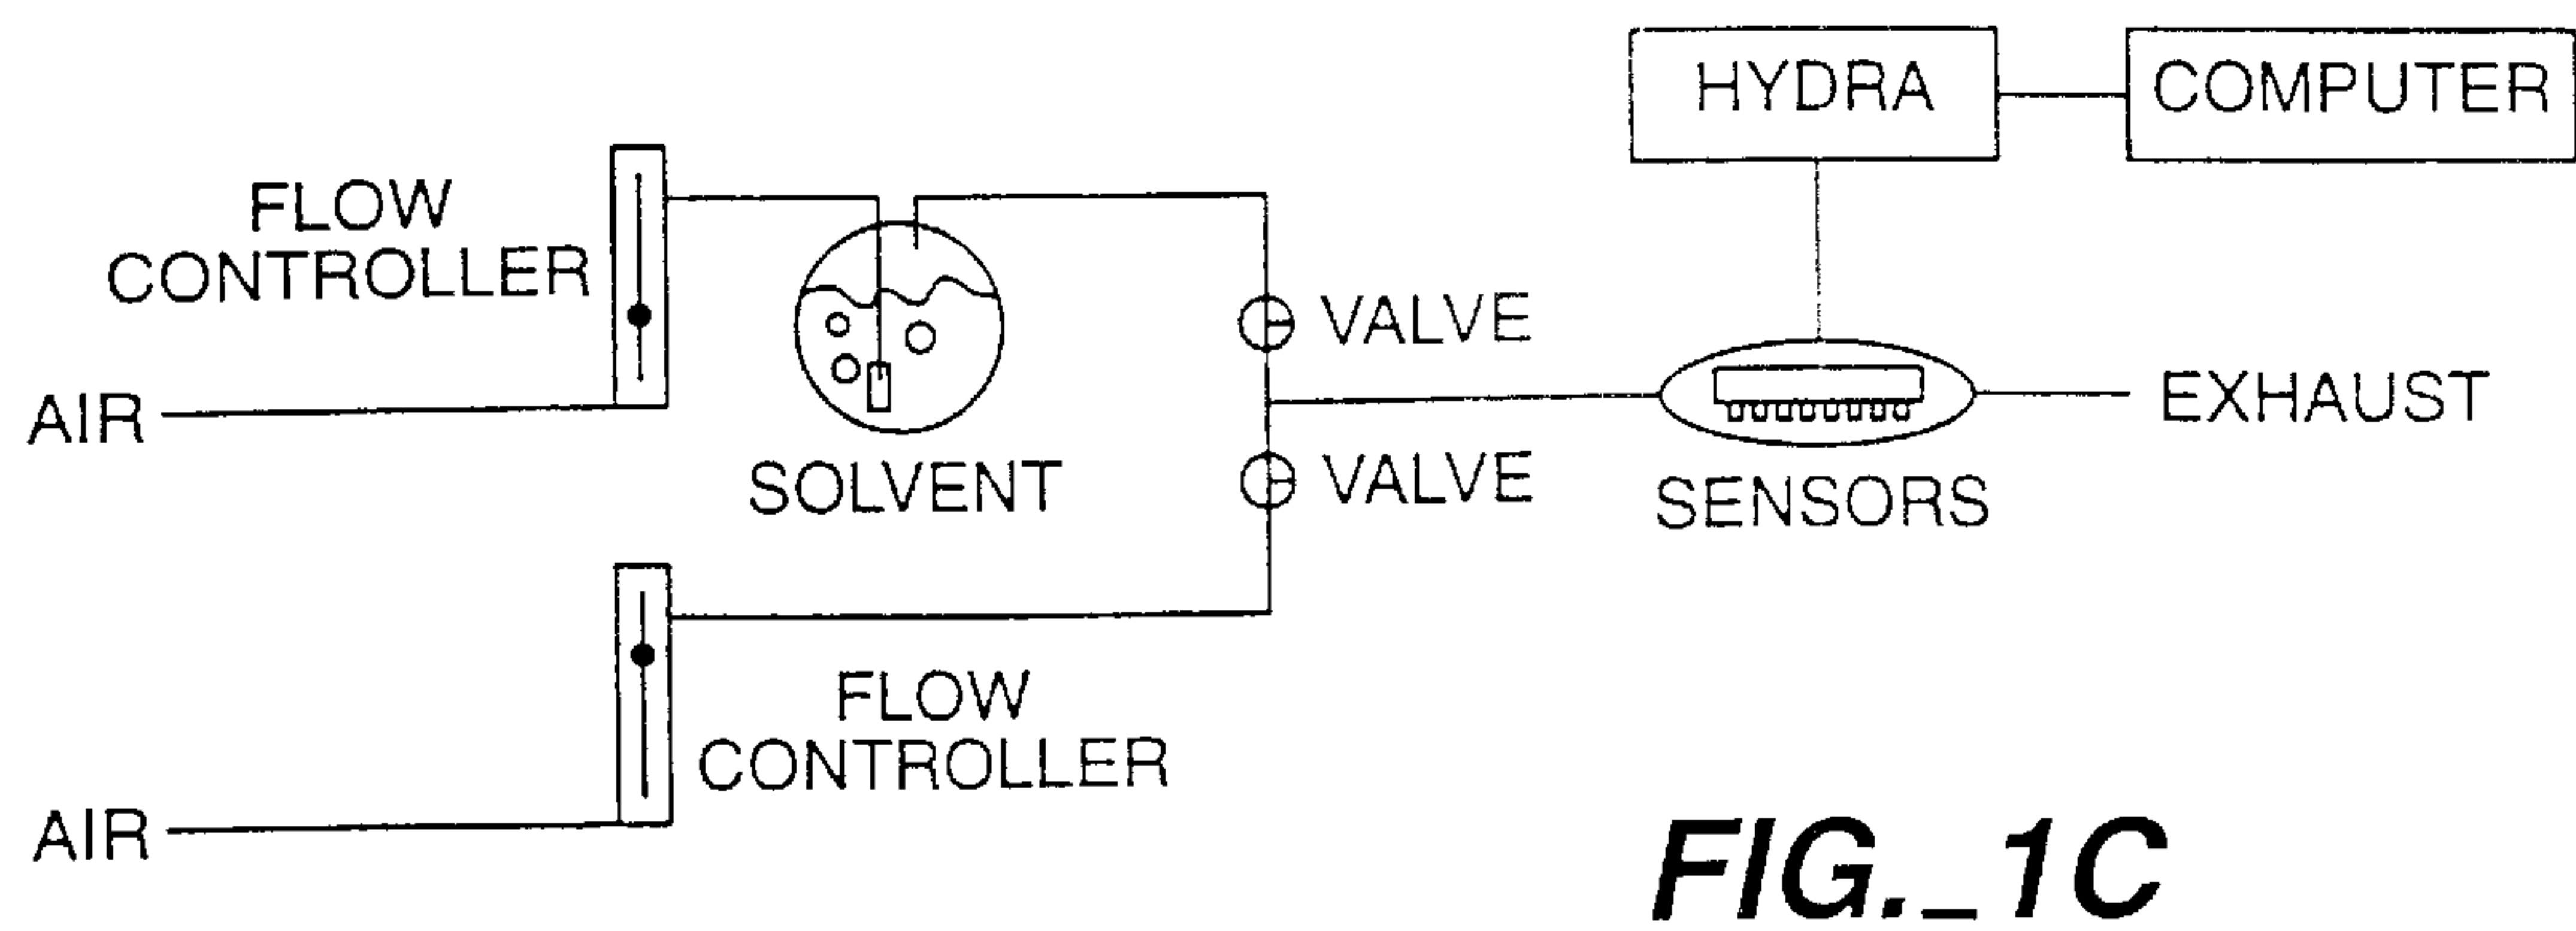 HYDRA
COMPUTER
FLOW
CONTROLLER
AIR
SOLVENT
VALVE
VALVE
SENSORS
EXHAUST
FLOW
CONTROLLER
AIR
FIG._1C